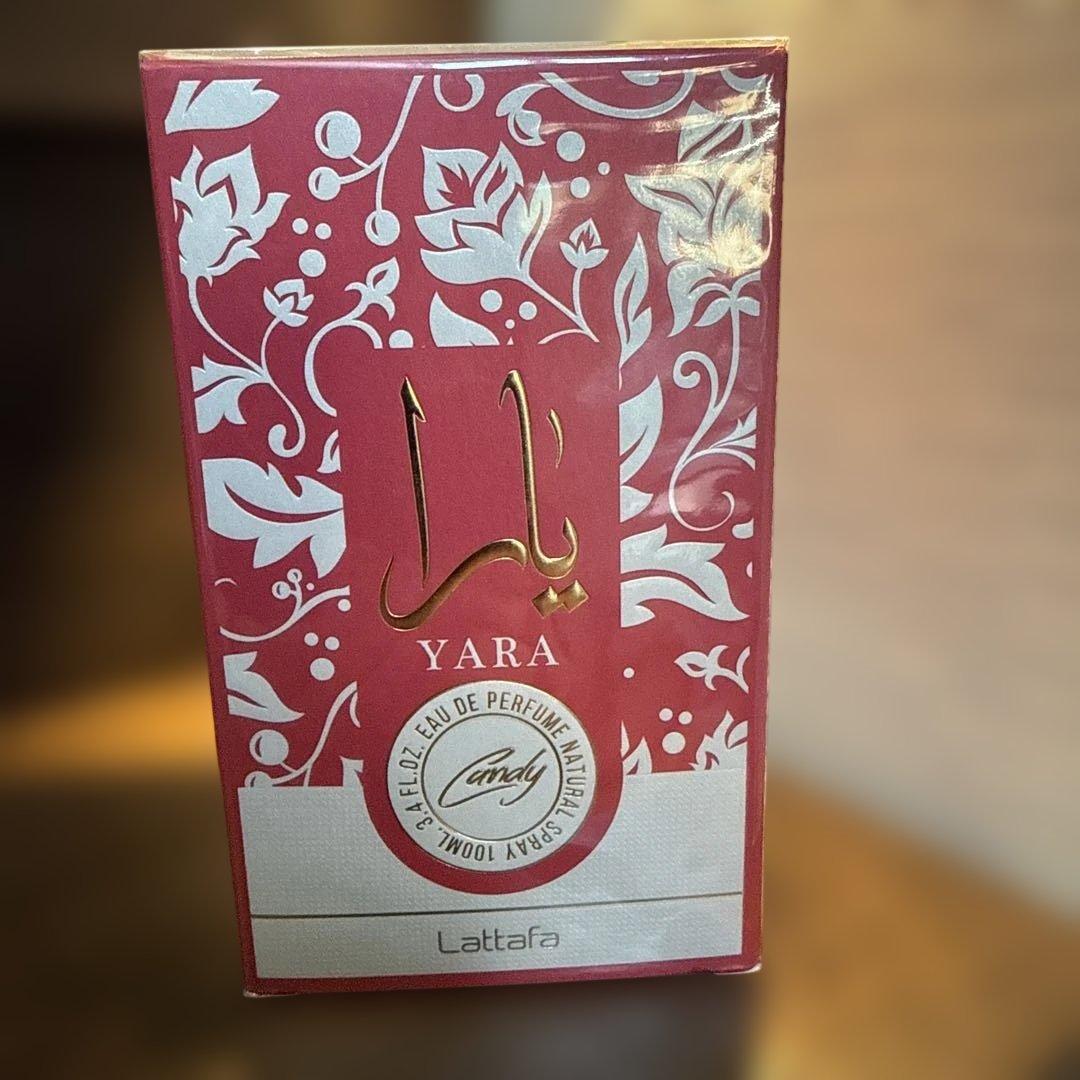 يارا
YARA
EAU DE PERFUME NATURAL SPRAY 100ML. 3.4 FL.OZ.
Candy
Lattafa